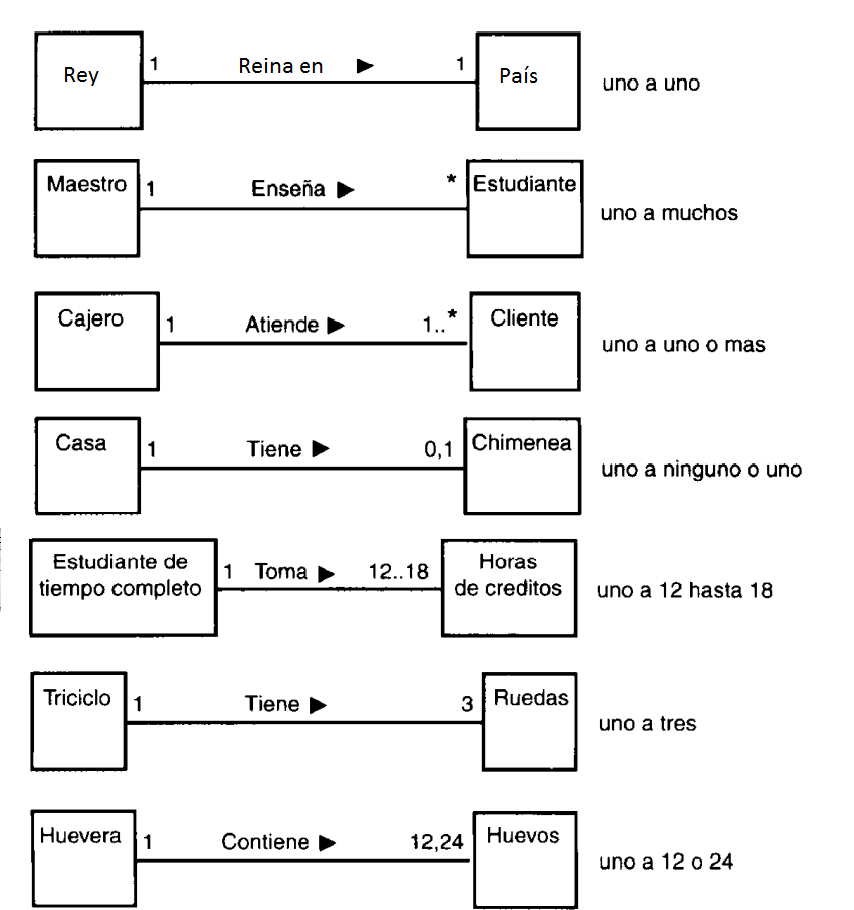 Rey 1 Reina en ► 1 País uno a uno
Maestro 1 Enseña ► * Estudiante uno a muchos
Cajero 1 Atiende ► 1..* Cliente uno a uno o mas
Casa 1 Tiene ► 0,1 Chimenea uno a ninguno o uno
Estudiante de
tiempo completo
1 Toma ► 12..18
Horas
de creditos
uno a 12 hasta 18
Triciclo 1 Tiene ► 3 Ruedas uno a tres
Huevera 1 Contiene ► 12,24 Huevos uno a 12 o 24